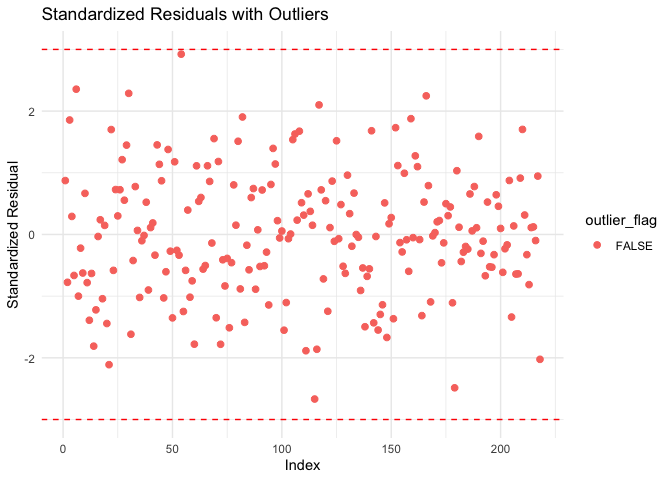 Standardized Residuals with Outliers
Standardized Residual
2
0
-2
0
50
100
150
200
Index
outlier_flag
FALSE